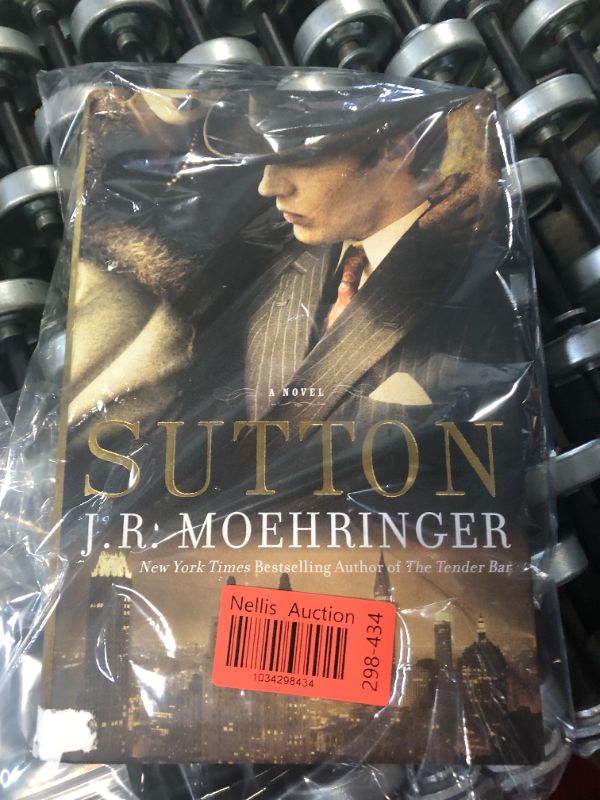 A NOVEL
SUTTON
J.R. MOEHRINGER
New York Times Bestselling Author of The Tender Bar
Nellis Auction
1034298434
298-434